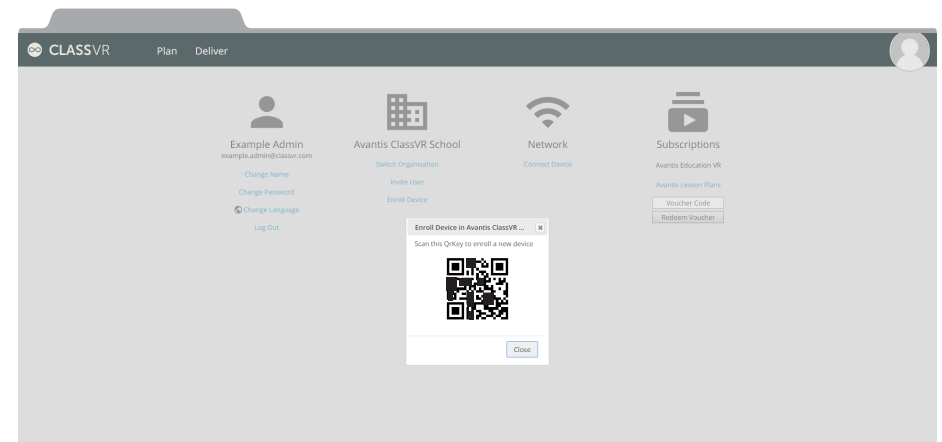 CLASSVR Plan Deliver
Example Admin
example.admin@classvr.com
Change Name
Change Password
Change Language
Log Out
Avantis ClassVR School
Switch Organisation
Invite User
Enroll Device
Network
Connect Device
Subscriptions
Avantis Education VR
Avantis Lesson Plans
Voucher Code
Redeem Voucher
Enroll Device in Avantis ClassVR ...
Scan this QrKey to enroll a new device
Close